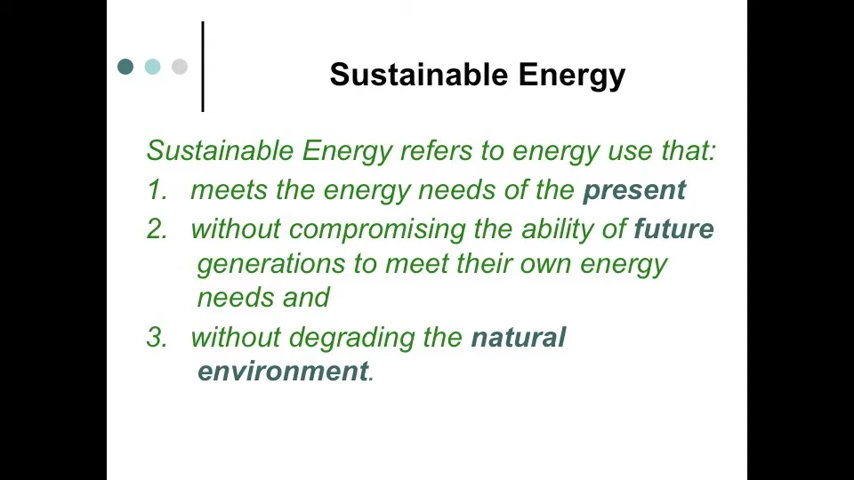 Sustainable Energy
Sustainable Energy refers to energy use that:
1. meets the energy needs of the present
2. without compromising the ability of future
generations to meet their own energy
needs and
3. without degrading the natural
environment.